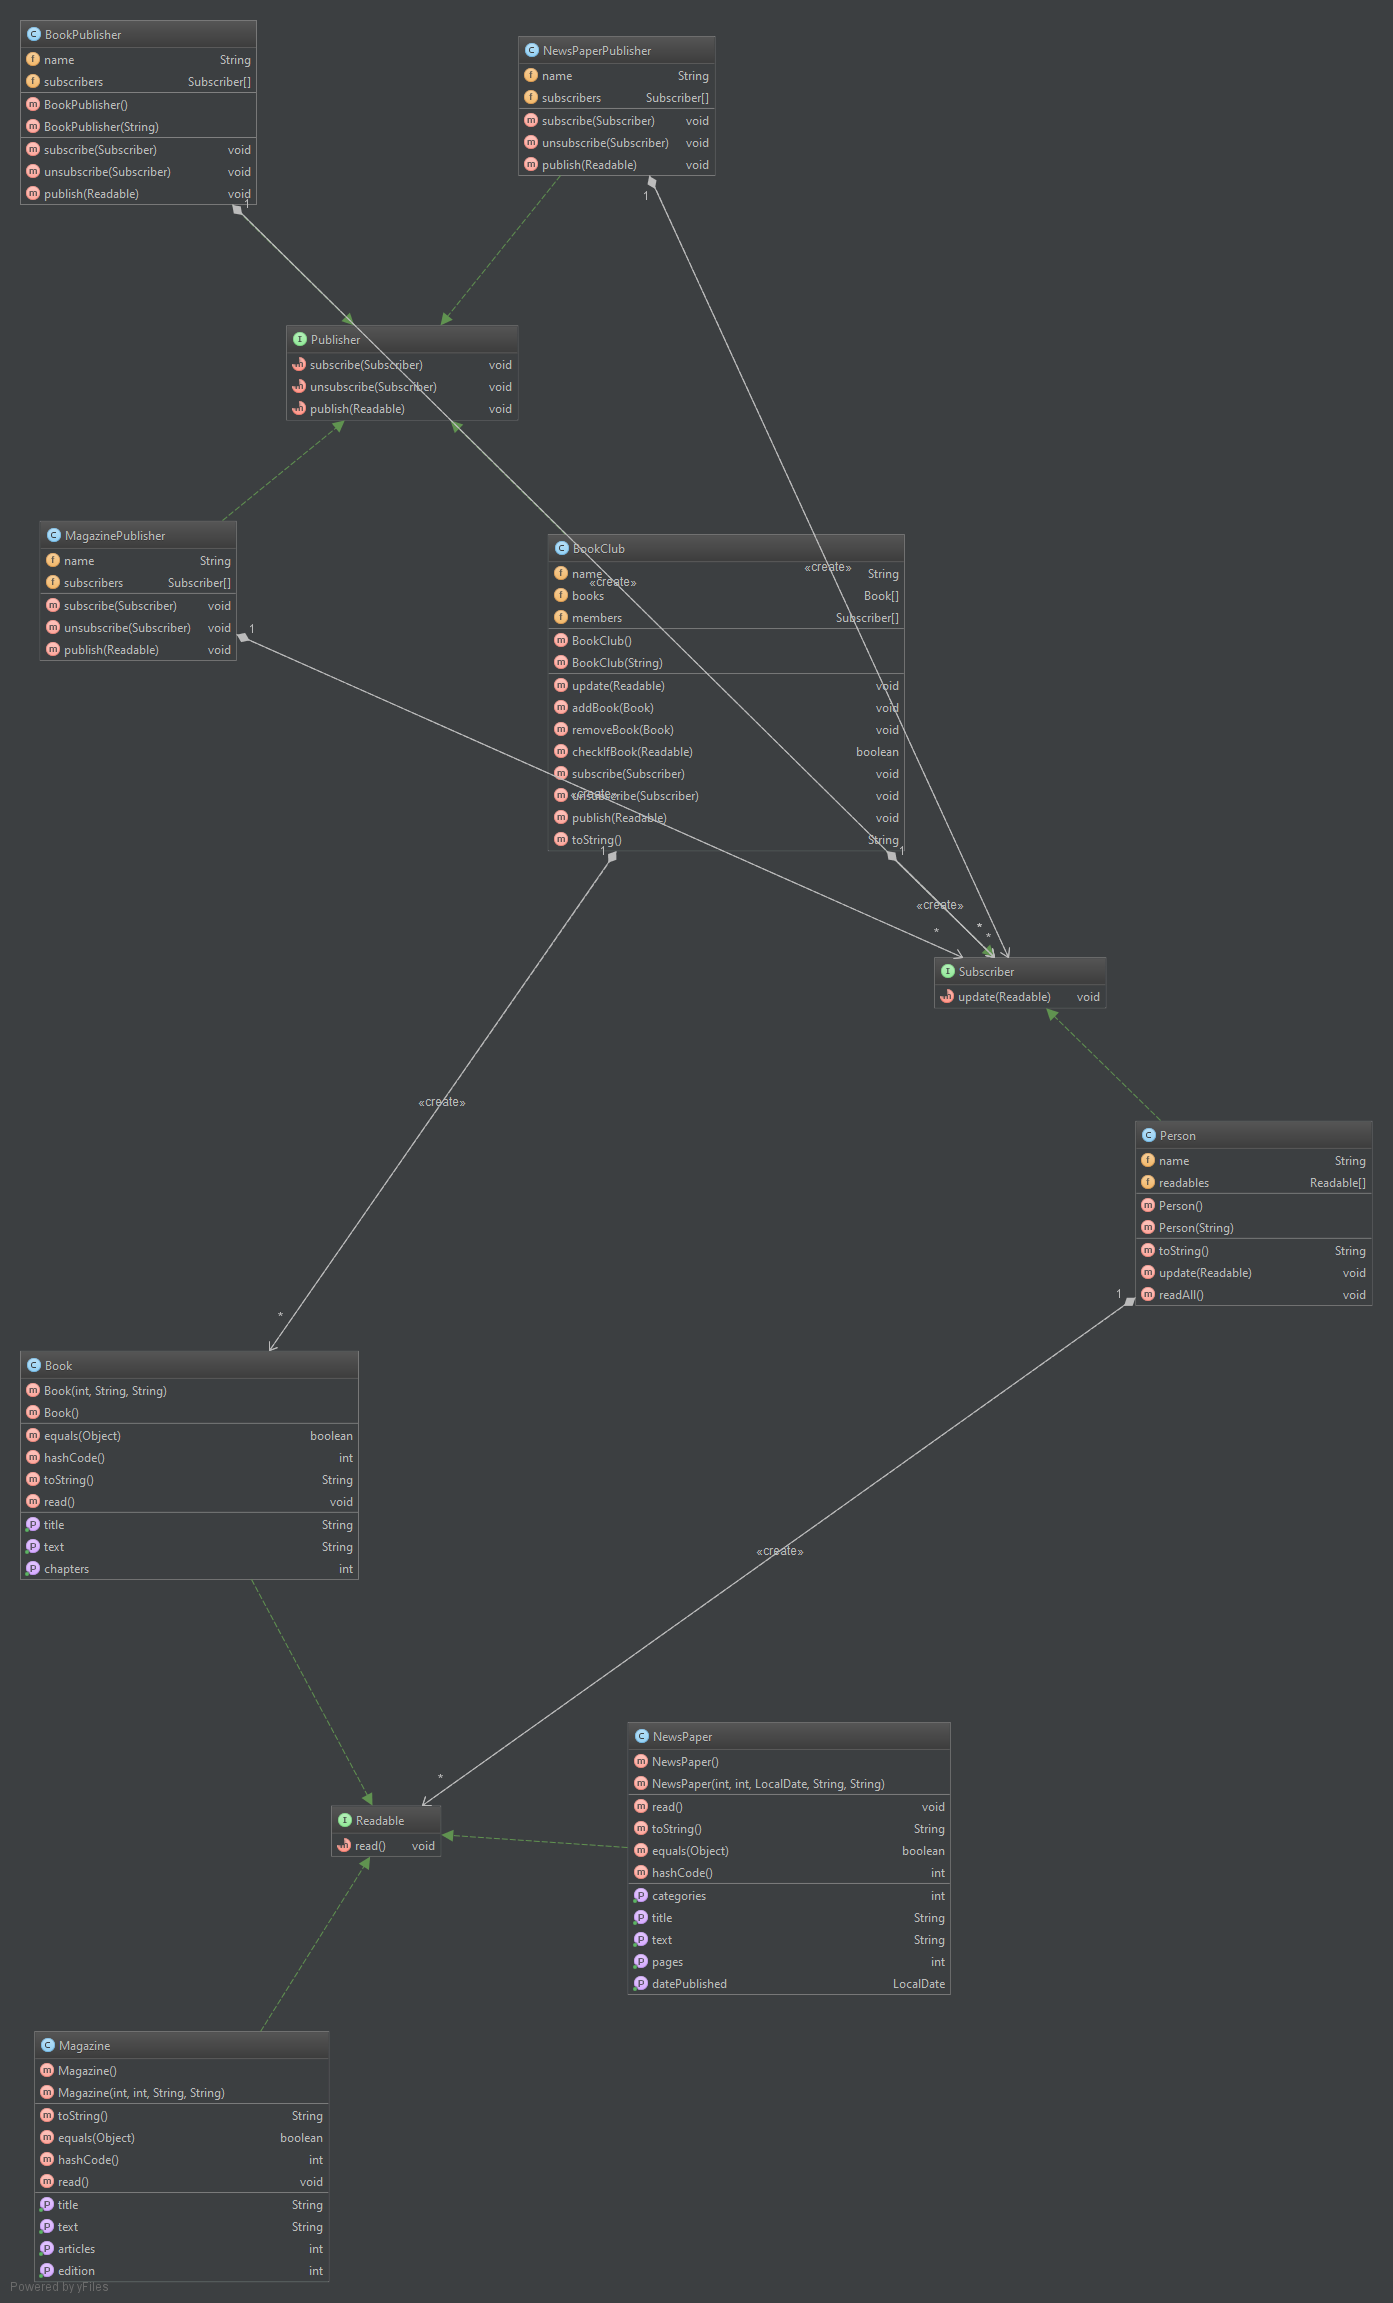 BookPublisher
name String
subscribers Subscriber[]
BookPublisher()
BookPublisher(String)
subscribe(Subscriber) void
unsubscribe(Subscriber) void
publish(Readable) void
1
NewsPaperPublisher
name String
subscribers Subscriber[]
subscribe(Subscriber) void
unsubscribe(Subscriber) void
publish(Readable) void
1
Publisher
subscribe(Subscriber) void
unsubscribe(Subscriber) void
publish(Readable) void
MagazinePublisher
name String
subscribers Subscriber[]
subscribe(Subscriber) void
unsubscribe(Subscriber) void
publish(Readable) void
1
BookClub
name String
«create»
«create»
books Book[]
members Subscriber[]
BookClub()
BookClub(String)
update(Readable) void
addBook(Book) void
removeBook(Book) void
checkIfBook(Readable) boolean
subscribe(Subscriber) void
unsubscribe(Subscriber) void
«create»
publish(Readable) void
toString() String
1
1
«create»
*
*
*
Subscriber
update(Readable) void
«create»
*
Person
name String
readables Readable[]
Person()
Person(String)
toString() String
update(Readable) void
readAll() void
1
Book
Book(int, String, String)
Book()
equals(Object) boolean
hashCode() int
toString() String
read() void
title String
text String
chapters int
«create»
*
Readable
read() void
NewsPaper
NewsPaper()
NewsPaper(int, int, LocalDate, String, String)
read() void
toString() String
equals(Object) boolean
hashCode() int
categories int
title String
text String
pages int
datePublished LocalDate
Magazine
Magazine()
Magazine(int, int, String, String)
toString() String
equals(Object) boolean
hashCode() int
read() void
title String
text String
articles int
edition int
Powered by yFiles